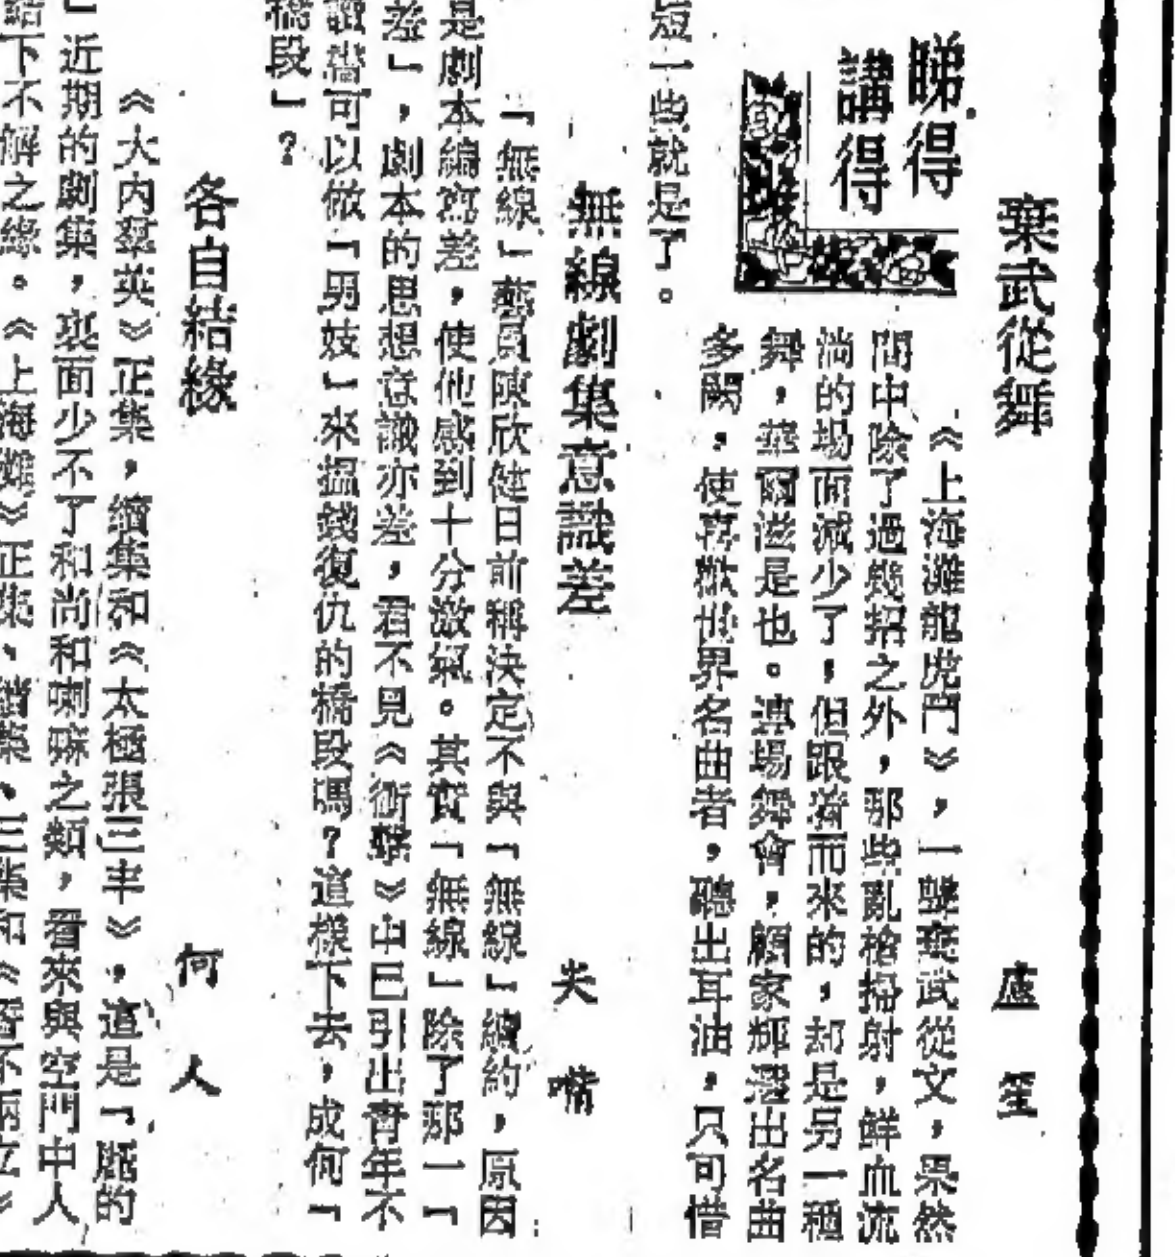 睇得
講得
棄武從舞
盧笙
《上海灘龍虎鬥》，一聲棄武從文，果然
間中除了過幾招之外，那些亂槍掃射，鮮血流
淌的場面減少了，但跟着而來的，却是另一種
舞，華爾滋是也。連場舞會，顧家輝選出名曲
多闋，使喜歡世界名曲者，聽出耳油，只可惜
短一些就是了。
無線劇集意識差
尖嘴
「無線」藝員陳欣健日前稱決定不與「無綫」續約，原因
是劇本編寫差，使他感到十分激氣。其實「無線」除了那一「
差」，劇本的思想意識亦差，君不見《衝擊》中已引出青年不
讀書可以做「男妓」來搵錢復仇的橋段嗎？這樣下去，成何「
橋段」？
各自結緣
何人
《大內羣英》正集，續集和《太極張三丰》，這是「麗的
」近期的劇集，裏面少不了和尚和喇嘛之類，看來與空門中人
結下不解之緣。《上海灘》正集、續集、三集和《誓不兩立》